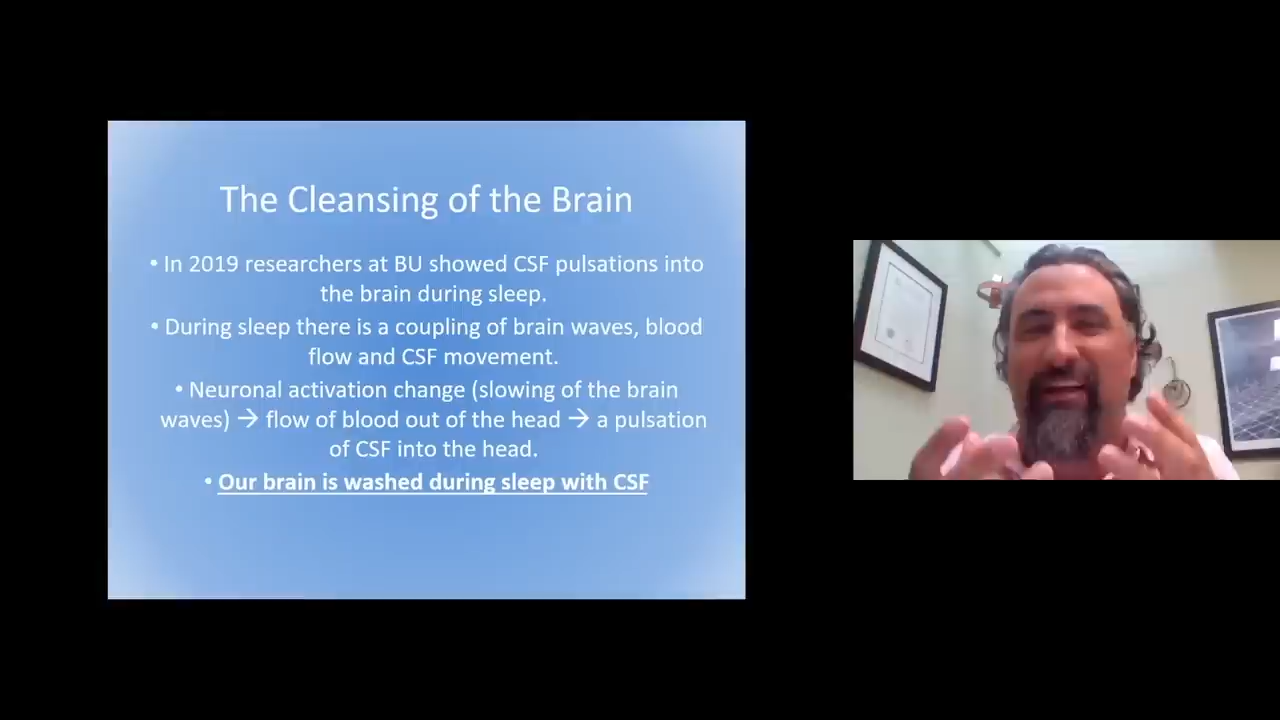 The Cleansing of the Brain
• In 2019 researchers at BU showed CSF pulsations into
the brain during sleep.
• During sleep there is a coupling of brain waves, blood
flow and CSF movement.
• Neuronal activation change (slowing of the brain
waves) → flow of blood out of the head → a pulsation
of CSF into the head.
• Our brain is washed during sleep with CSF